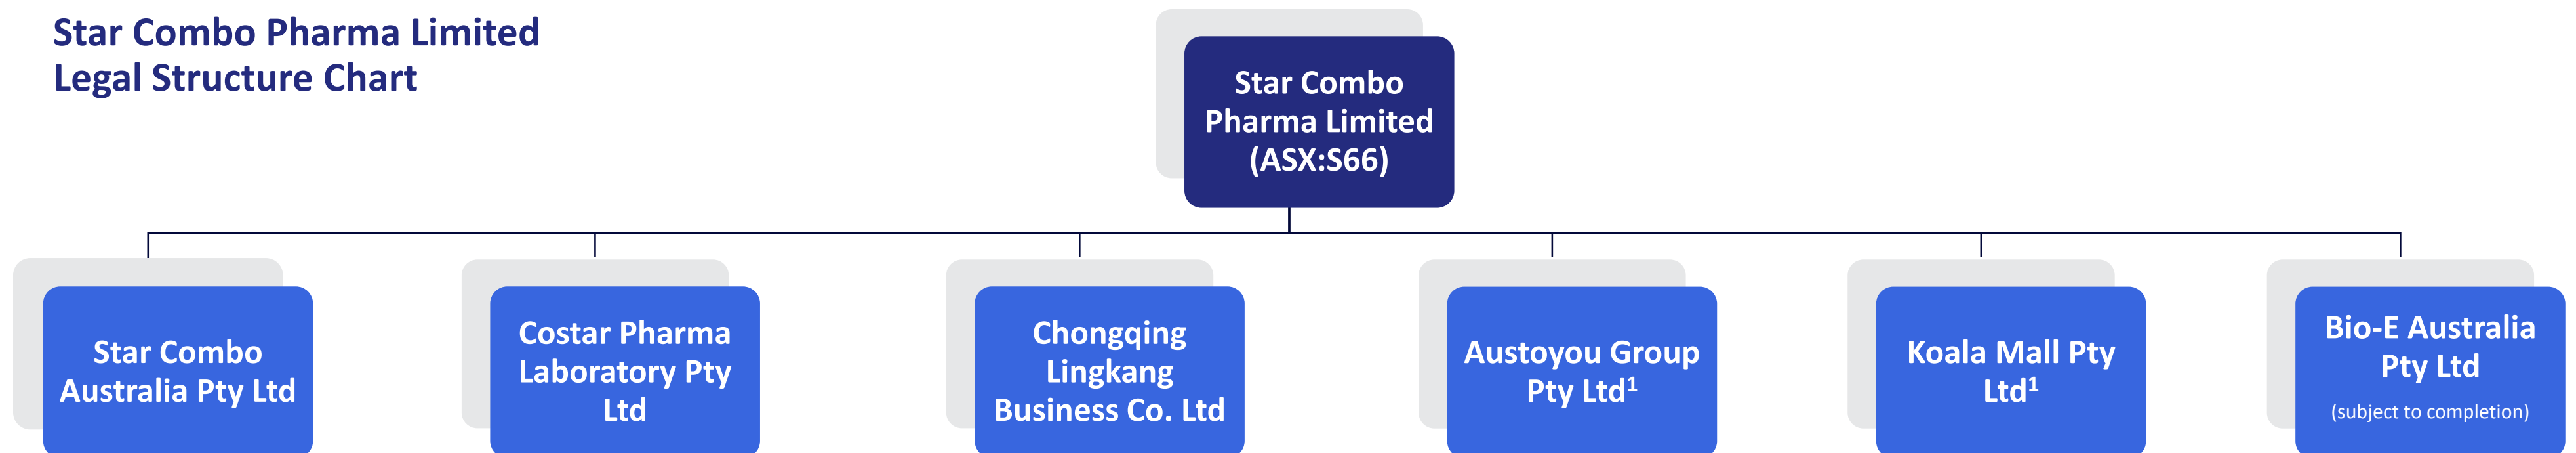 Star Combo Pharma Limited
Legal Structure Chart
Star Combo
Pharma Limited
(ASX:S66)
Star Combo
Australia Pty Ltd
Costar Pharma
Laboratory Pty
Ltd
Chongqing
Lingkang
Business Co. Ltd
Austoyou Group
Pty Ltd¹
Koala Mall Pty
Ltd¹
Bio-E Australia
Pty Ltd
(subject to completion)